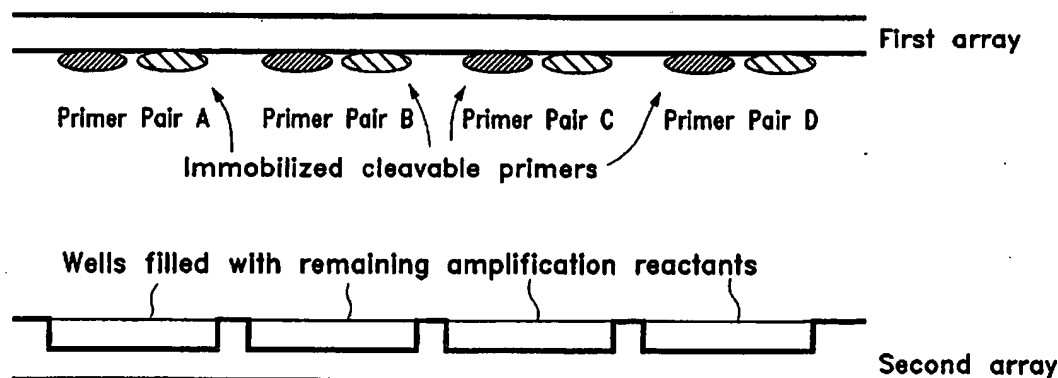 First array
Primer Pair A Primer Pair B Primer Pair C Primer Pair D
Immobilized cleavable primers
Wells filled with remaining amplification reactants
Second array